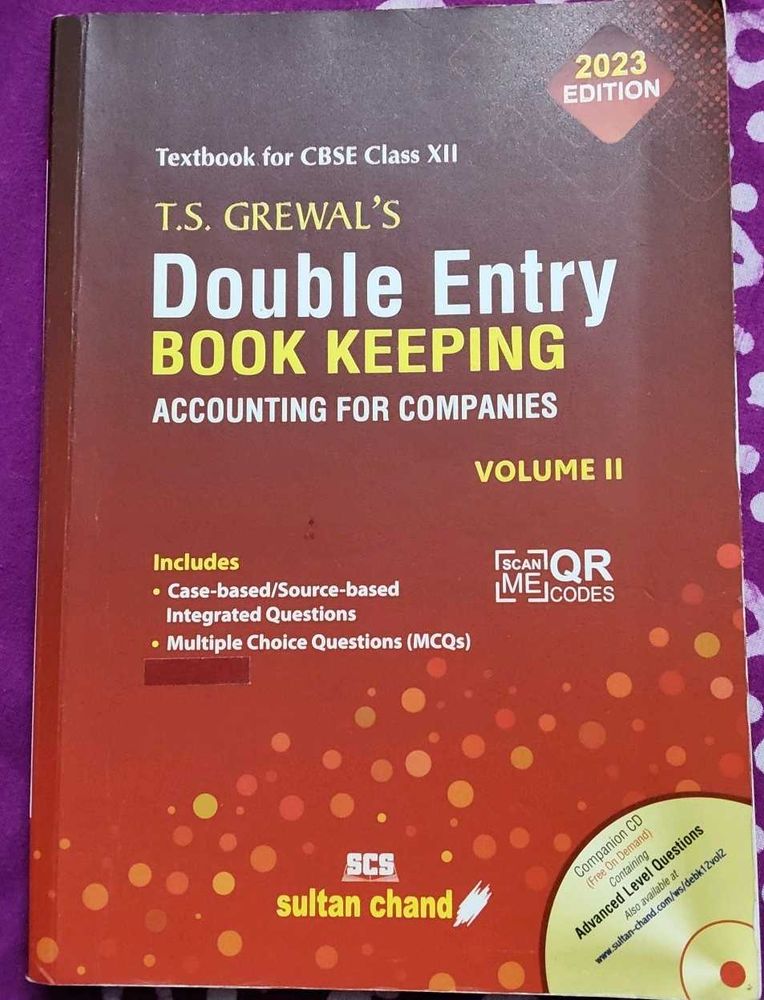 2023
EDITION
Textbook for CBSE Class XII
T.S. GREWAL'S
Double Entry
BOOK KEEPING
ACCOUNTING FOR COMPANIES
VOLUME II
Includes
• Case-based/Source-based
Integrated Questions
• Multiple Choice Questions (MCQs)
SCAN
ME
QR
CODES
SCS
sultan chand
Companion CD
(Free On Demand)
Containing
Advanced Level Questions
Also available at
www.sultan-chand.com/ws/debk12vol2